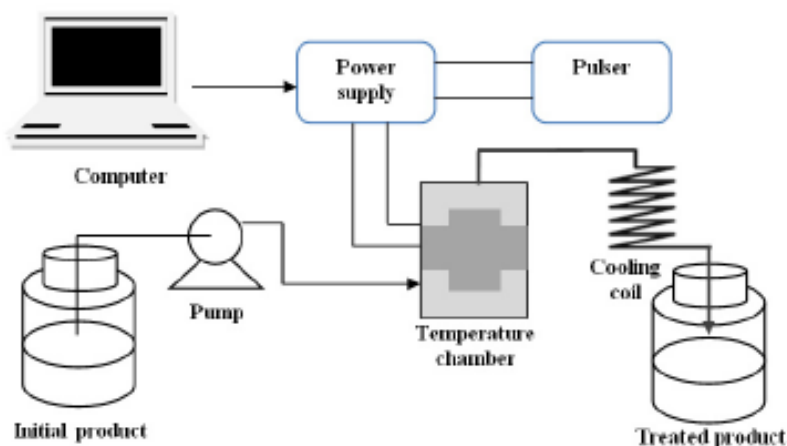 Power
supply
Pulser
Computer
Pump
Temperature
chamber
Cooling
coil
Initial product
Treated product